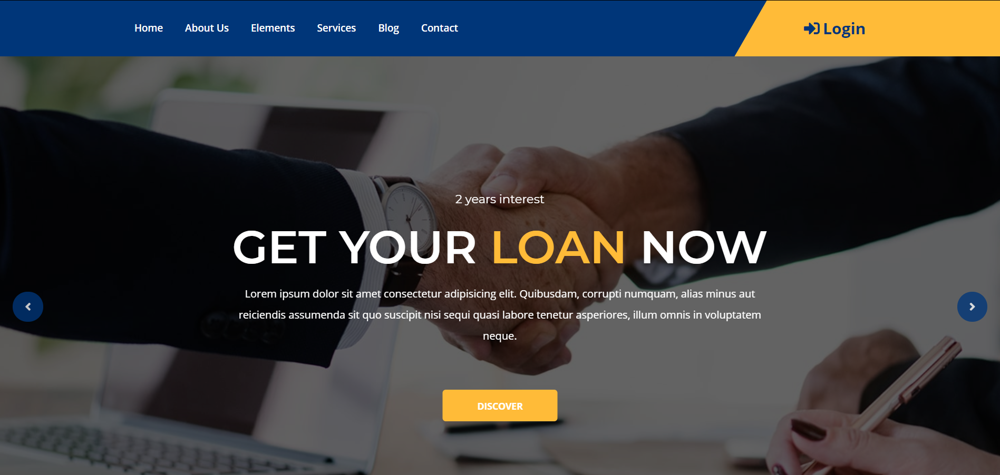 Home About Us Elements Services Blog Contact Login
2 years interest
GET YOUR LOAN NOW
Lorem ipsum dolor sit amet consectetur adipisicing elit. Quibusdam, corrupti numquam, alias minus aut
reiciendis assumenda sit quo suscipit nisi sequi quasi labore tenetur asperiores, illum omnis in voluptatem
neque.
DISCOVER